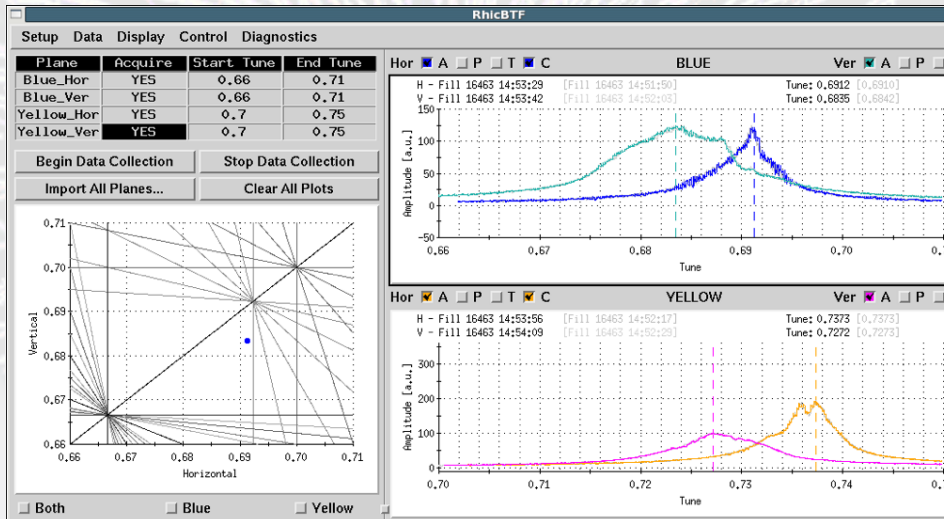 RhicBTF
Setup Data Display Control Diagnostics
Plane Acquire Start Tune End Tune
Blue_Hor YES 0.66 0.71
Blue_Ver YES 0.66 0.71
Yellow_Hor YES 0.7 0.75
Yellow_Ver YES 0.7 0.75
Begin Data Collection Stop Data Collection
Import All Planes... Clear All Plots
0.71
0.70
0.69
0.68
0.67
0.66
Vertical
0.66 0.67 0.68 0.69 0.70 0.71
Horizontal
Both Blue Yellow
Hor A P T C BLUE Ver A P
H - Fill 16463 14:53:29 [Fill 16463 14:51:50] Tune: 0.6912 [0.6910]
V - Fill 16463 14:53:42 [Fill 16463 14:52:03] Tune: 0.6835 [0.6842]
150
100
50
0
-50
Amplitude [a.u.]
0.66 0.67 0.68 0.69 0.70
Tune
Hor A P T C YELLOW Ver A P
H - Fill 16463 14:53:56 [Fill 16463 14:52:17] Tune: 0.7373 [0.7373]
V - Fill 16463 14:54:09 [Fill 16463 14:52:29] Tune: 0.7272 [0.7273]
300
200
100
0
Amplitude [a.u.]
0.70 0.71 0.72 0.73 0.74
Tune